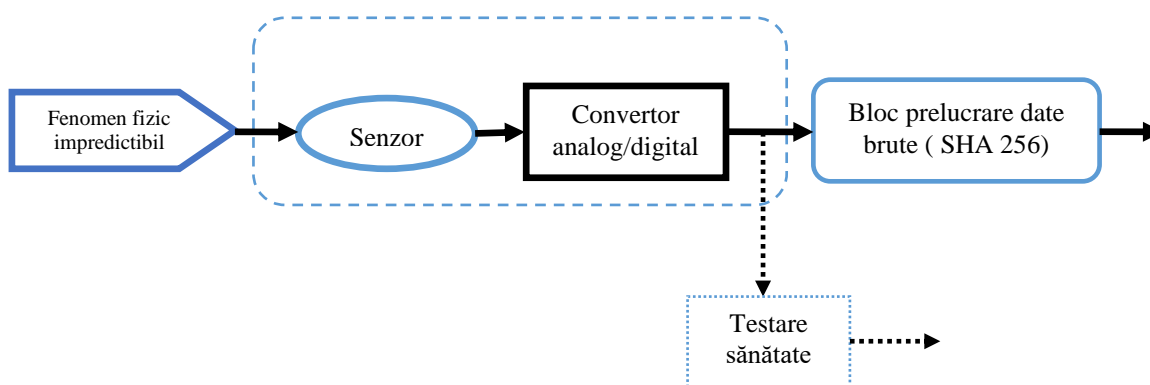 Fenomen fizic
impredictibil
Senzor
Convertor
analog/digital
Bloc prelucrare date
brute ( SHA 256)
Testare
sănătate